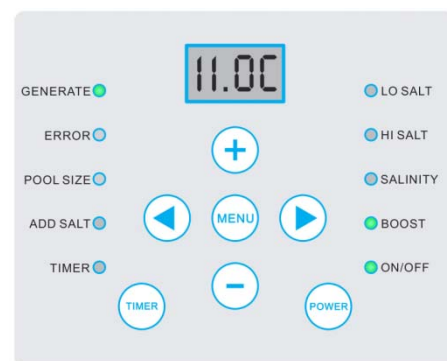 11.0C
GENERATE
ERROR
POOL SIZE
ADD SALT
TIMER
LO SALT
HI SALT
SALINITY
BOOST
ON/OFF
+
MENU
−
TIMER
POWER